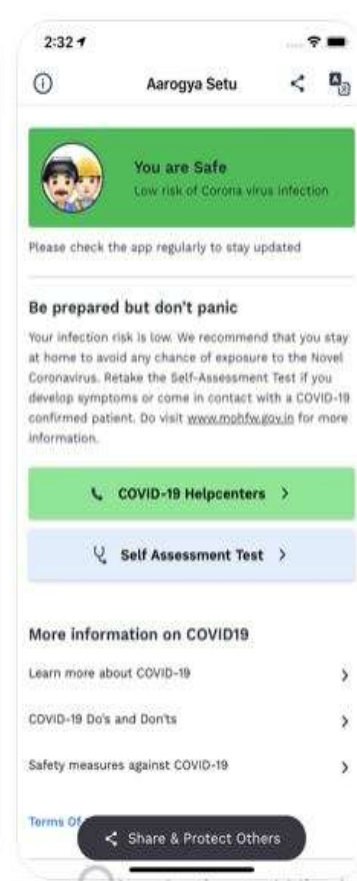 2:32
Aarogya Setu
You are Safe
Low risk of Corona virus infection
Please check the app regularly to stay updated
Be prepared but don't panic
Your infection risk is low. We recommend that you stay
at home to avoid any chance of exposure to the Novel
Coronavirus. Retake the Self-Assessment Test if you
develop symptoms or come in contact with a COVID-19
confirmed patient. Do visit www.mohfw.gov.in for more
information.
COVID-19 Helpcenters
Self Assessment Test
More information on COVID19
Learn more about COVID-19
COVID-19 Do's and Don'ts
Safety measures against COVID-19
Terms Of
Share & Protect Others